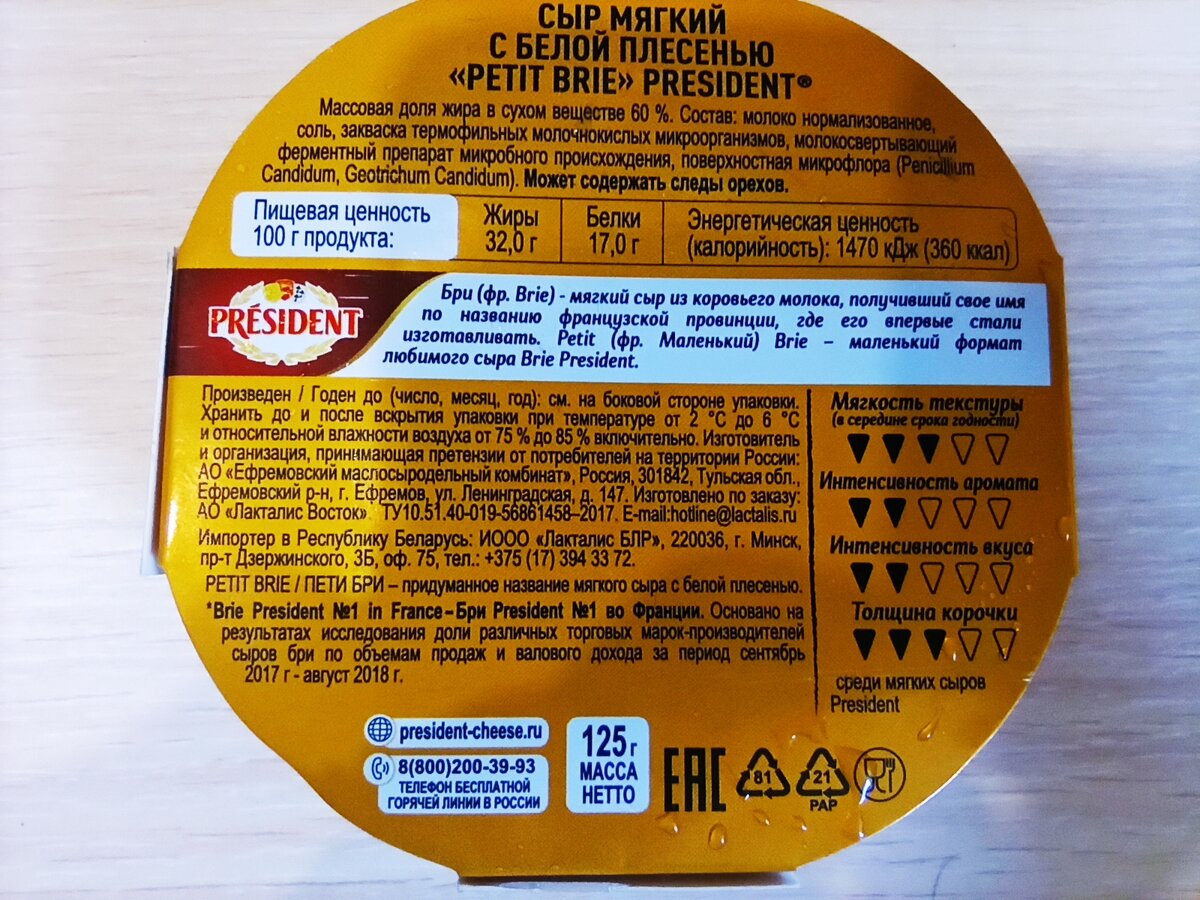 СЫР МЯГКИЙ
С БЕЛОЙ ПЛЕСЕНЬЮ
«PETIT BRIE» PRESIDENT®
Массовая доля жира в сухом веществе 60 %. Состав: молоко нормализованное,
соль, закваска термофильных молочнокислых микроорганизмов, молокосвертывающий
ферментный препарат микробного происхождения, поверхностная микрофлора (Penicillium
Candidum, Geotrichum Candidum). Может содержать следы орехов.
Пищевая ценность
100 г продукта:
Жиры
32,0 г
Белки
17,0 г
Энергетическая ценность
(калорийность): 1470 кДж (360 ккал)
PRÉSIDENT
Бри (фр. Brie) - мягкий сыр из коровьего молока, получивший свое имя
по названию французской провинции, где его впервые стали
изготавливать. Petit (фр. Маленький) Brie – маленький формат
любимого сыра Brie President.
Произведен / Годен до (число, месяц, год): см. на боковой стороне упаковки.
Хранить до и после вскрытия упаковки при температуре от 2 °С до 6 °С
и относительной влажности воздуха от 75 % до 85 % включительно. Изготовитель
и организация, принимающая претензии от потребителей на территории России:
АО «Ефремовский маслосыродельный комбинат», Россия, 301842, Тульская обл.,
Ефремовский р-н, г. Ефремов, ул. Ленинградская, д. 147. Изготовлено по заказу:
АО «Лакталис Восток» ТУ10.51.40-019-56861458–2017. E-mail:hotline@lactalis.ru
Импортер в Республику Беларусь: ИООО «Лакталис БЛР», 220036, г. Минск,
пр-т Дзержинского, 3Б, оф. 75, тел.: +375 (17) 394 33 72.
PETIT BRIE / ПЕТИ БРИ – придуманное название мягкого сыра с белой плесенью.
*Brie President №1 in France – Бри President №1 во Франции. Основано на
результатах исследования доли различных торговых марок-производителей
сыров бри по объемам продаж и валового дохода за период сентябрь
2017 г - август 2018 г.
Мягкость текстуры
(в середине срока годности)
Интенсивность аромата
Интенсивность вкуса
Толщина корочки
среди мягких сыров
President
president-cheese.ru
8(800)200-39-93
ТЕЛЕФОН БЕСПЛАТНОЙ
ГОРЯЧЕЙ ЛИНИИ В РОССИИ
125 г
МАССА
НЕТТО
EAC
81
21
PAP